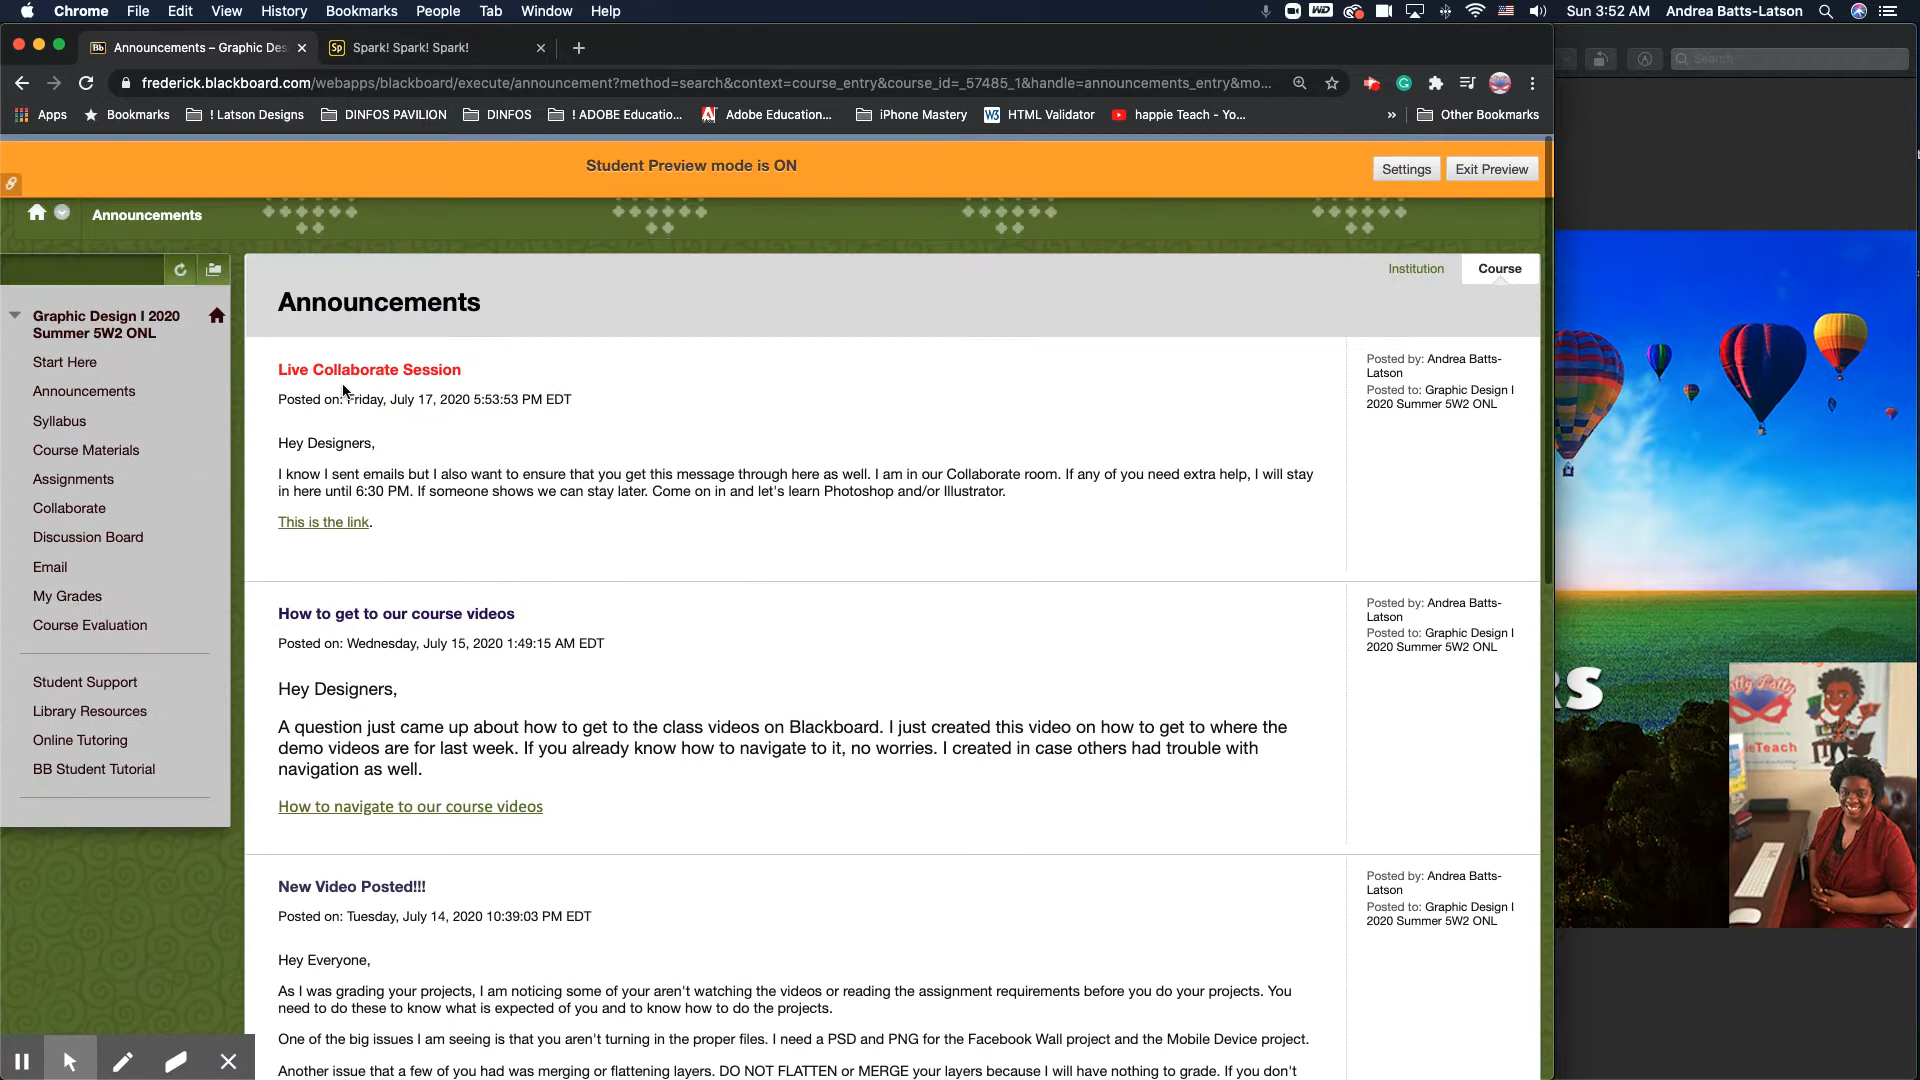 Chrome File Edit View History Bookmarks People Tab Window Help
WD Sun 3:52 AM Andrea Batts-Latson
Bb Announcements – Graphic Des
Sp Spark! Spark! Spark!
Search
frederick.blackboard.com/webapps/blackboard/execute/announcement?method=search&context=course_entry&course_id=_57485_1&handle=announcements_entry&mo...
Apps Bookmarks ! Latson Designs DINFOS PAVILION DINFOS ! ADOBE Educatio... Adobe Education... iPhone Mastery W3 HTML Validator happie Teach - Yo... » Other Bookmarks
Student Preview mode is ON
Settings Exit Preview
Announcements
Graphic Design I 2020
Summer 5W2 ONL
Start Here
Announcements
Syllabus
Course Materials
Assignments
Collaborate
Discussion Board
Email
My Grades
Course Evaluation
Student Support
Library Resources
Online Tutoring
BB Student Tutorial
Institution Course
Announcements
Live Collaborate Session
Posted on: Friday, July 17, 2020 5:53:53 PM EDT
Hey Designers,
I know I sent emails but I also want to ensure that you get this message through here as well. I am in our Collaborate room. If any of you need extra help, I will stay
in here until 6:30 PM. If someone shows we can stay later. Come on in and let's learn Photoshop and/or Illustrator.
This is the link.
Posted by: Andrea Batts-
Latson
Posted to: Graphic Design I
2020 Summer 5W2 ONL
How to get to our course videos
Posted on: Wednesday, July 15, 2020 1:49:15 AM EDT
Hey Designers,
A question just came up about how to get to the class videos on Blackboard. I just created this video on how to get to where the
demo videos are for last week. If you already know how to navigate to it, no worries. I created in case others had trouble with
navigation as well.
How to navigate to our course videos
Posted by: Andrea Batts-
Latson
Posted to: Graphic Design I
2020 Summer 5W2 ONL
New Video Posted!!!
Posted on: Tuesday, July 14, 2020 10:39:03 PM EDT
Hey Everyone,
As I was grading your projects, I am noticing some of your aren't watching the videos or reading the assignment requirements before you do your projects. You
need to do these to know what is expected of you and to know how to do the projects.
One of the big issues I am seeing is that you aren't turning in the proper files. I need a PSD and PNG for the Facebook Wall project and the Mobile Device project.
Another issue that a few of you had was merging or flattening layers. DO NOT FLATTEN or MERGE your layers because I will have nothing to grade. If you don't
Posted by: Andrea Batts-
Latson
Posted to: Graphic Design I
2020 Summer 5W2 ONL
RS
eTeach